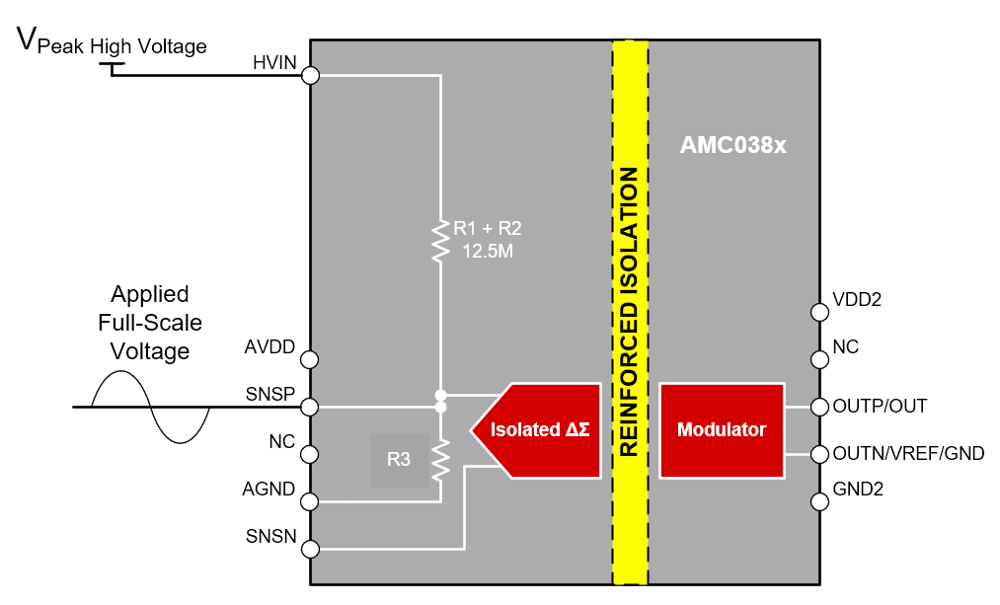 VPeak High Voltage
HVIN
AMC038x
R1 + R2
12.5M
REINFORCED ISOLATION
Applied
Full-Scale
Voltage
VDD2
AVDD
NC
SNSP
OUTP/OUT
Isolated ΔΣ
Modulator
NC
R3
OUTN/VREF/GND
AGND
GND2
SNSN